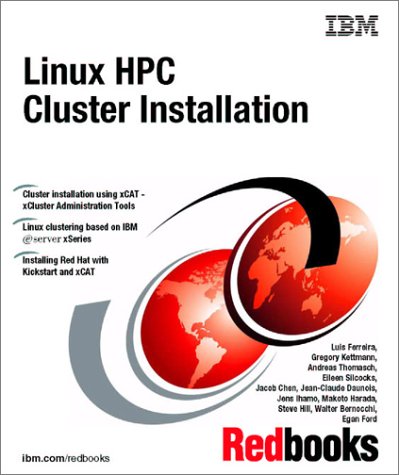 IBM
Linux HPC
Cluster Installation
Cluster installation using xCAT -
xCluster Administration Tools
Linux clustering based on IBM
@server xSeries
Installing Red Hat with
Kickstart and xCAT
Luis Ferreira,
Gregory Kettmann,
Andreas Thomasch,
Eileen Silcocks,
Jacob Chen, Jean-Claude Daunois,
Jens Ihamo, Makoto Harada,
Steve Hill, Walter Bernocchi,
Egan Ford
ibm.com/redbooks
Redbooks